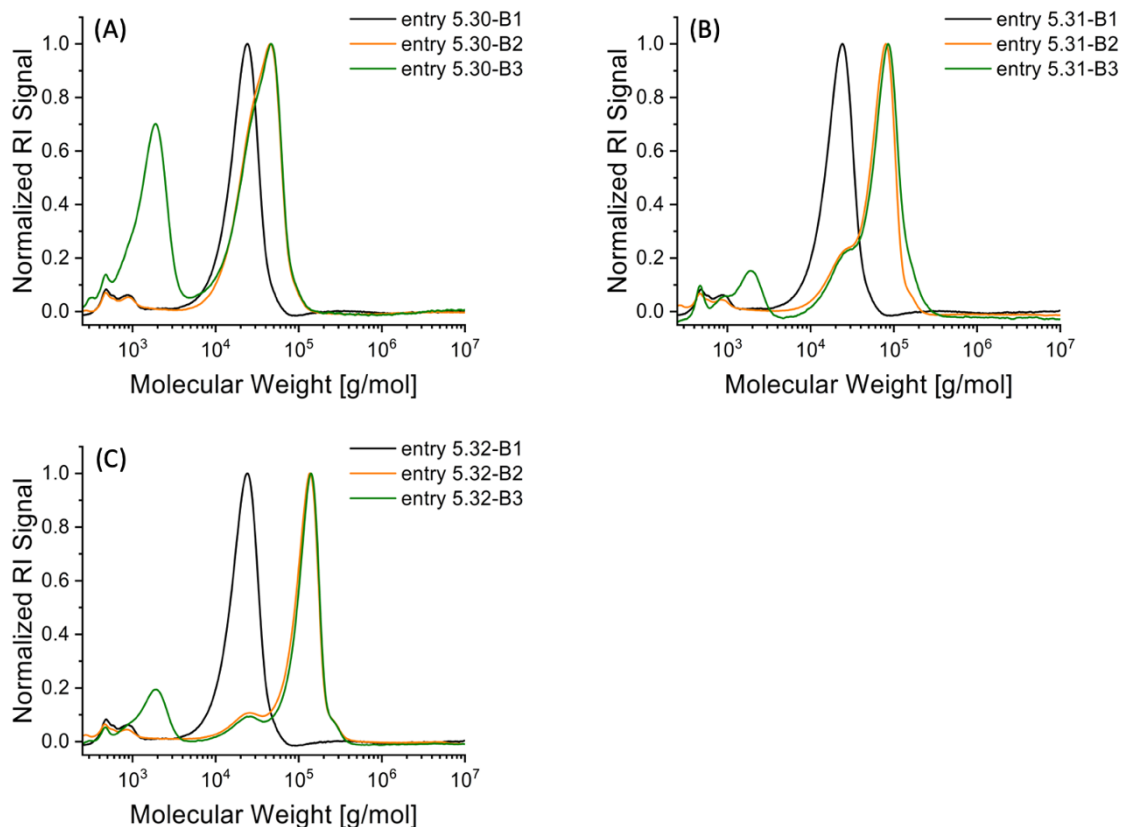 (A)
entry 5.30-B1
entry 5.30-B2
entry 5.30-B3
Normalized RI Signal
1.0
0.8
0.6
0.4
0.2
0.0
10³ 10⁴ 10⁵ 10⁶ 10⁷
Molecular Weight [g/mol]
(B)
entry 5.31-B1
entry 5.31-B2
entry 5.31-B3
Normalized RI Signal
1.0
0.8
0.6
0.4
0.2
0.0
10³ 10⁴ 10⁵ 10⁶ 10⁷
Molecular Weight [g/mol]
(C)
entry 5.32-B1
entry 5.32-B2
entry 5.32-B3
Normalized RI Signal
1.0
0.8
0.6
0.4
0.2
0.0
10³ 10⁴ 10⁵ 10⁶ 10⁷
Molecular Weight [g/mol]